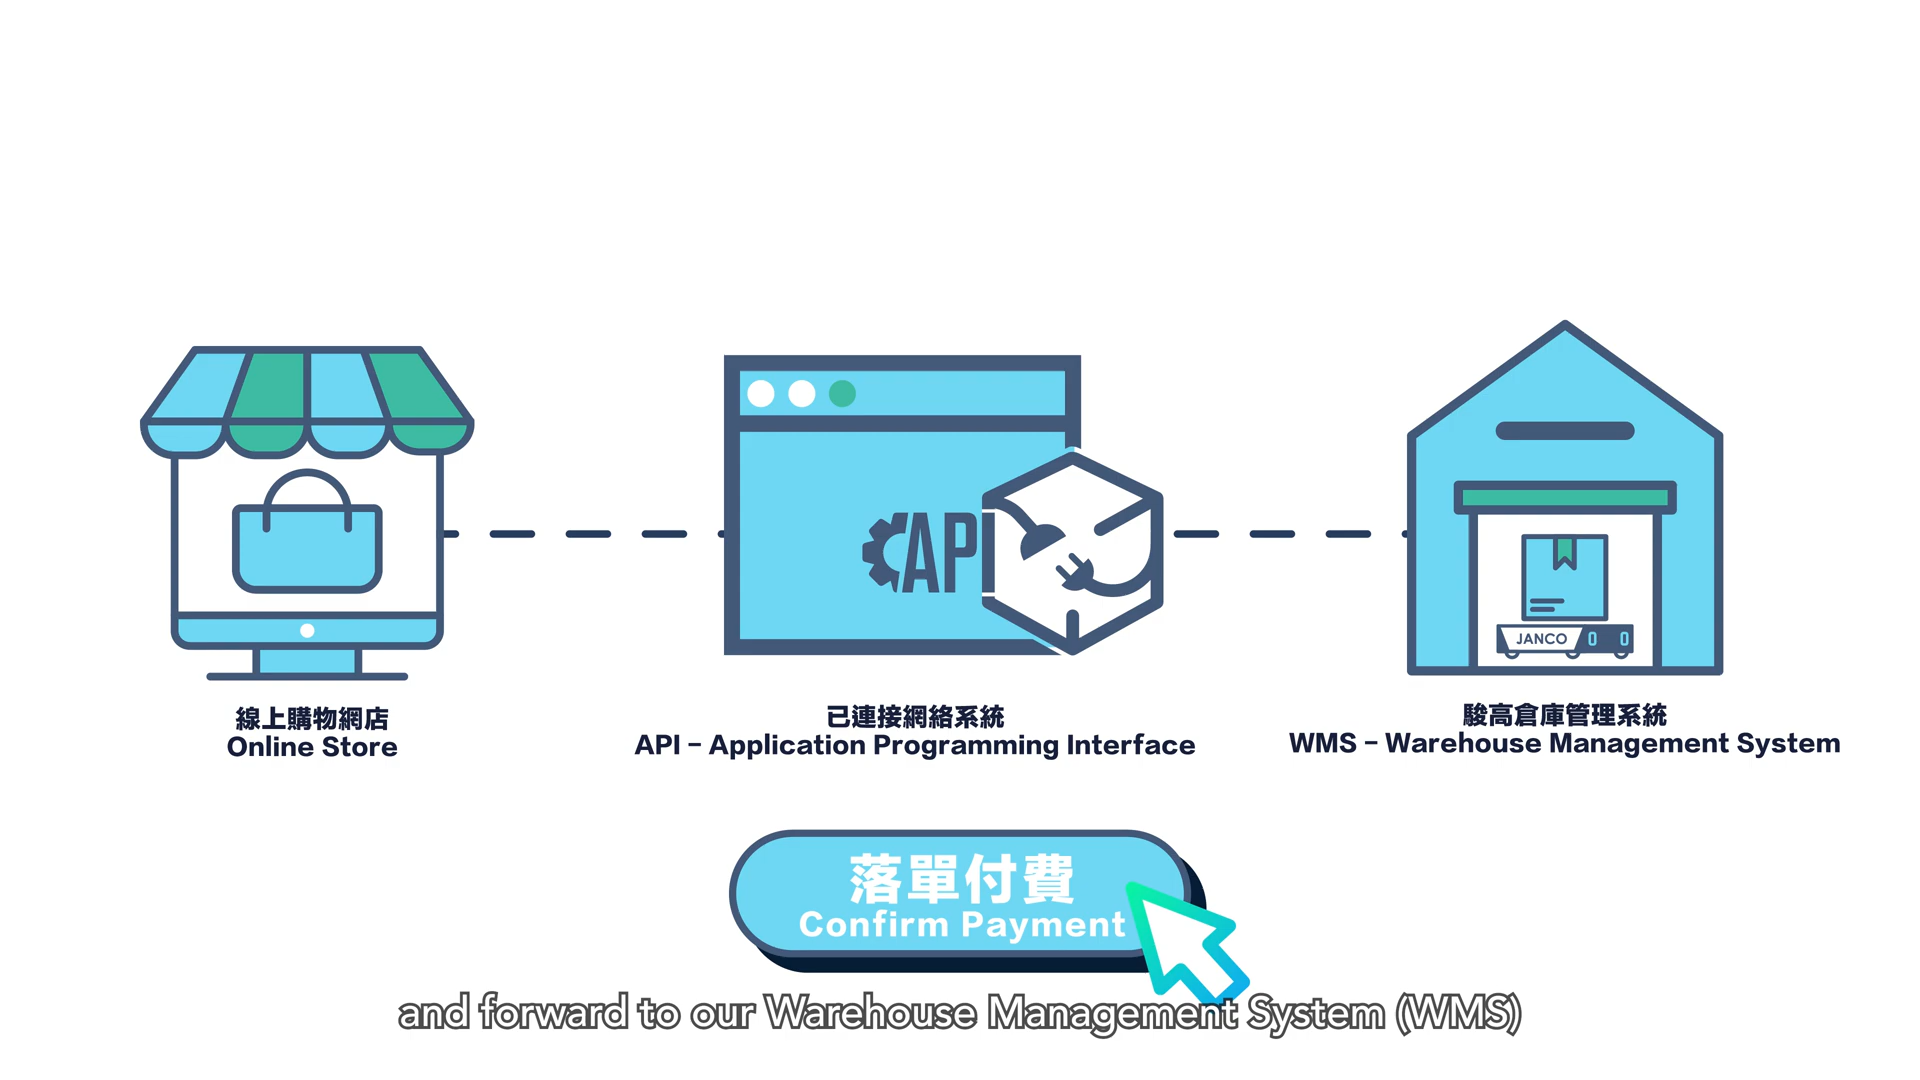 API
JANCO
線上購物網店
Online Store
已連接網絡系統
API – Application Programming Interface
駿高倉庫管理系統
WMS – Warehouse Management System
落單付費
Confirm Payment
and forward to our Warehouse Management System (WMS)